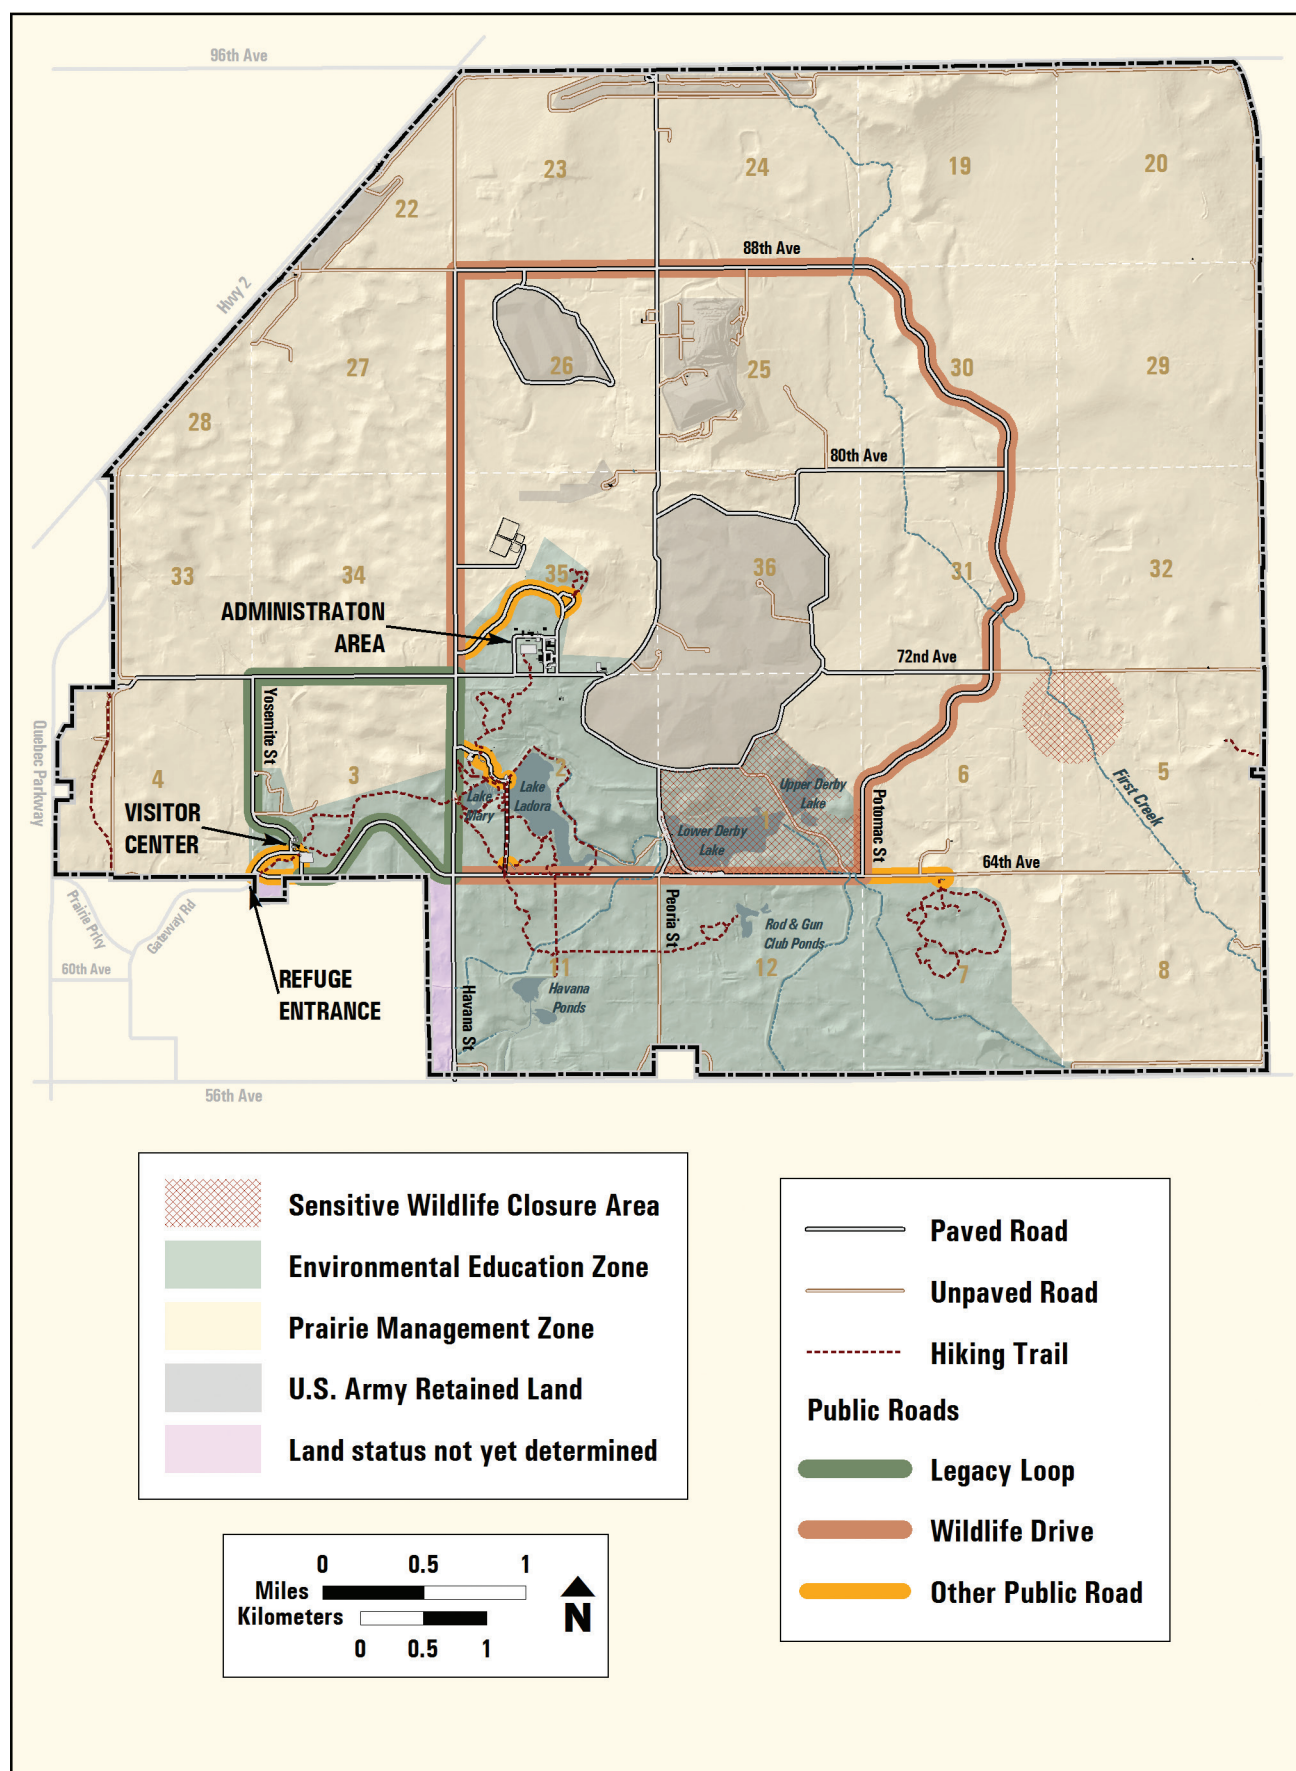 96th Ave
23
24
19
20
22
88th Ave
Hwy 2
27
26
25
30
29
28
80th Ave
33
34
35
36
31
32
ADMINISTRATON
AREA
72nd Ave
Yosemite St
Quebec Parkway
4
3
2
6
5
VISITOR
CENTER
Lake
Mary
Lake
Ladora
Upper Derby
Lake
1
Lower Derby
Lake
Potomac St
First Creek
64th Ave
Prairie Prky
Gateway Rd
Peoria St
Rod & Gun
Club Ponds
60th Ave
REFUGE
ENTRANCE
Havana St
11
Havana
Ponds
12
7
8
56th Ave
Sensitive Wildlife Closure Area
Environmental Education Zone
Prairie Management Zone
U.S. Army Retained Land
Land status not yet determined
Paved Road
Unpaved Road
Hiking Trail
Public Roads
Legacy Loop
Wildlife Drive
Other Public Road
0 0.5 1
Miles
Kilometers
0 0.5 1
N